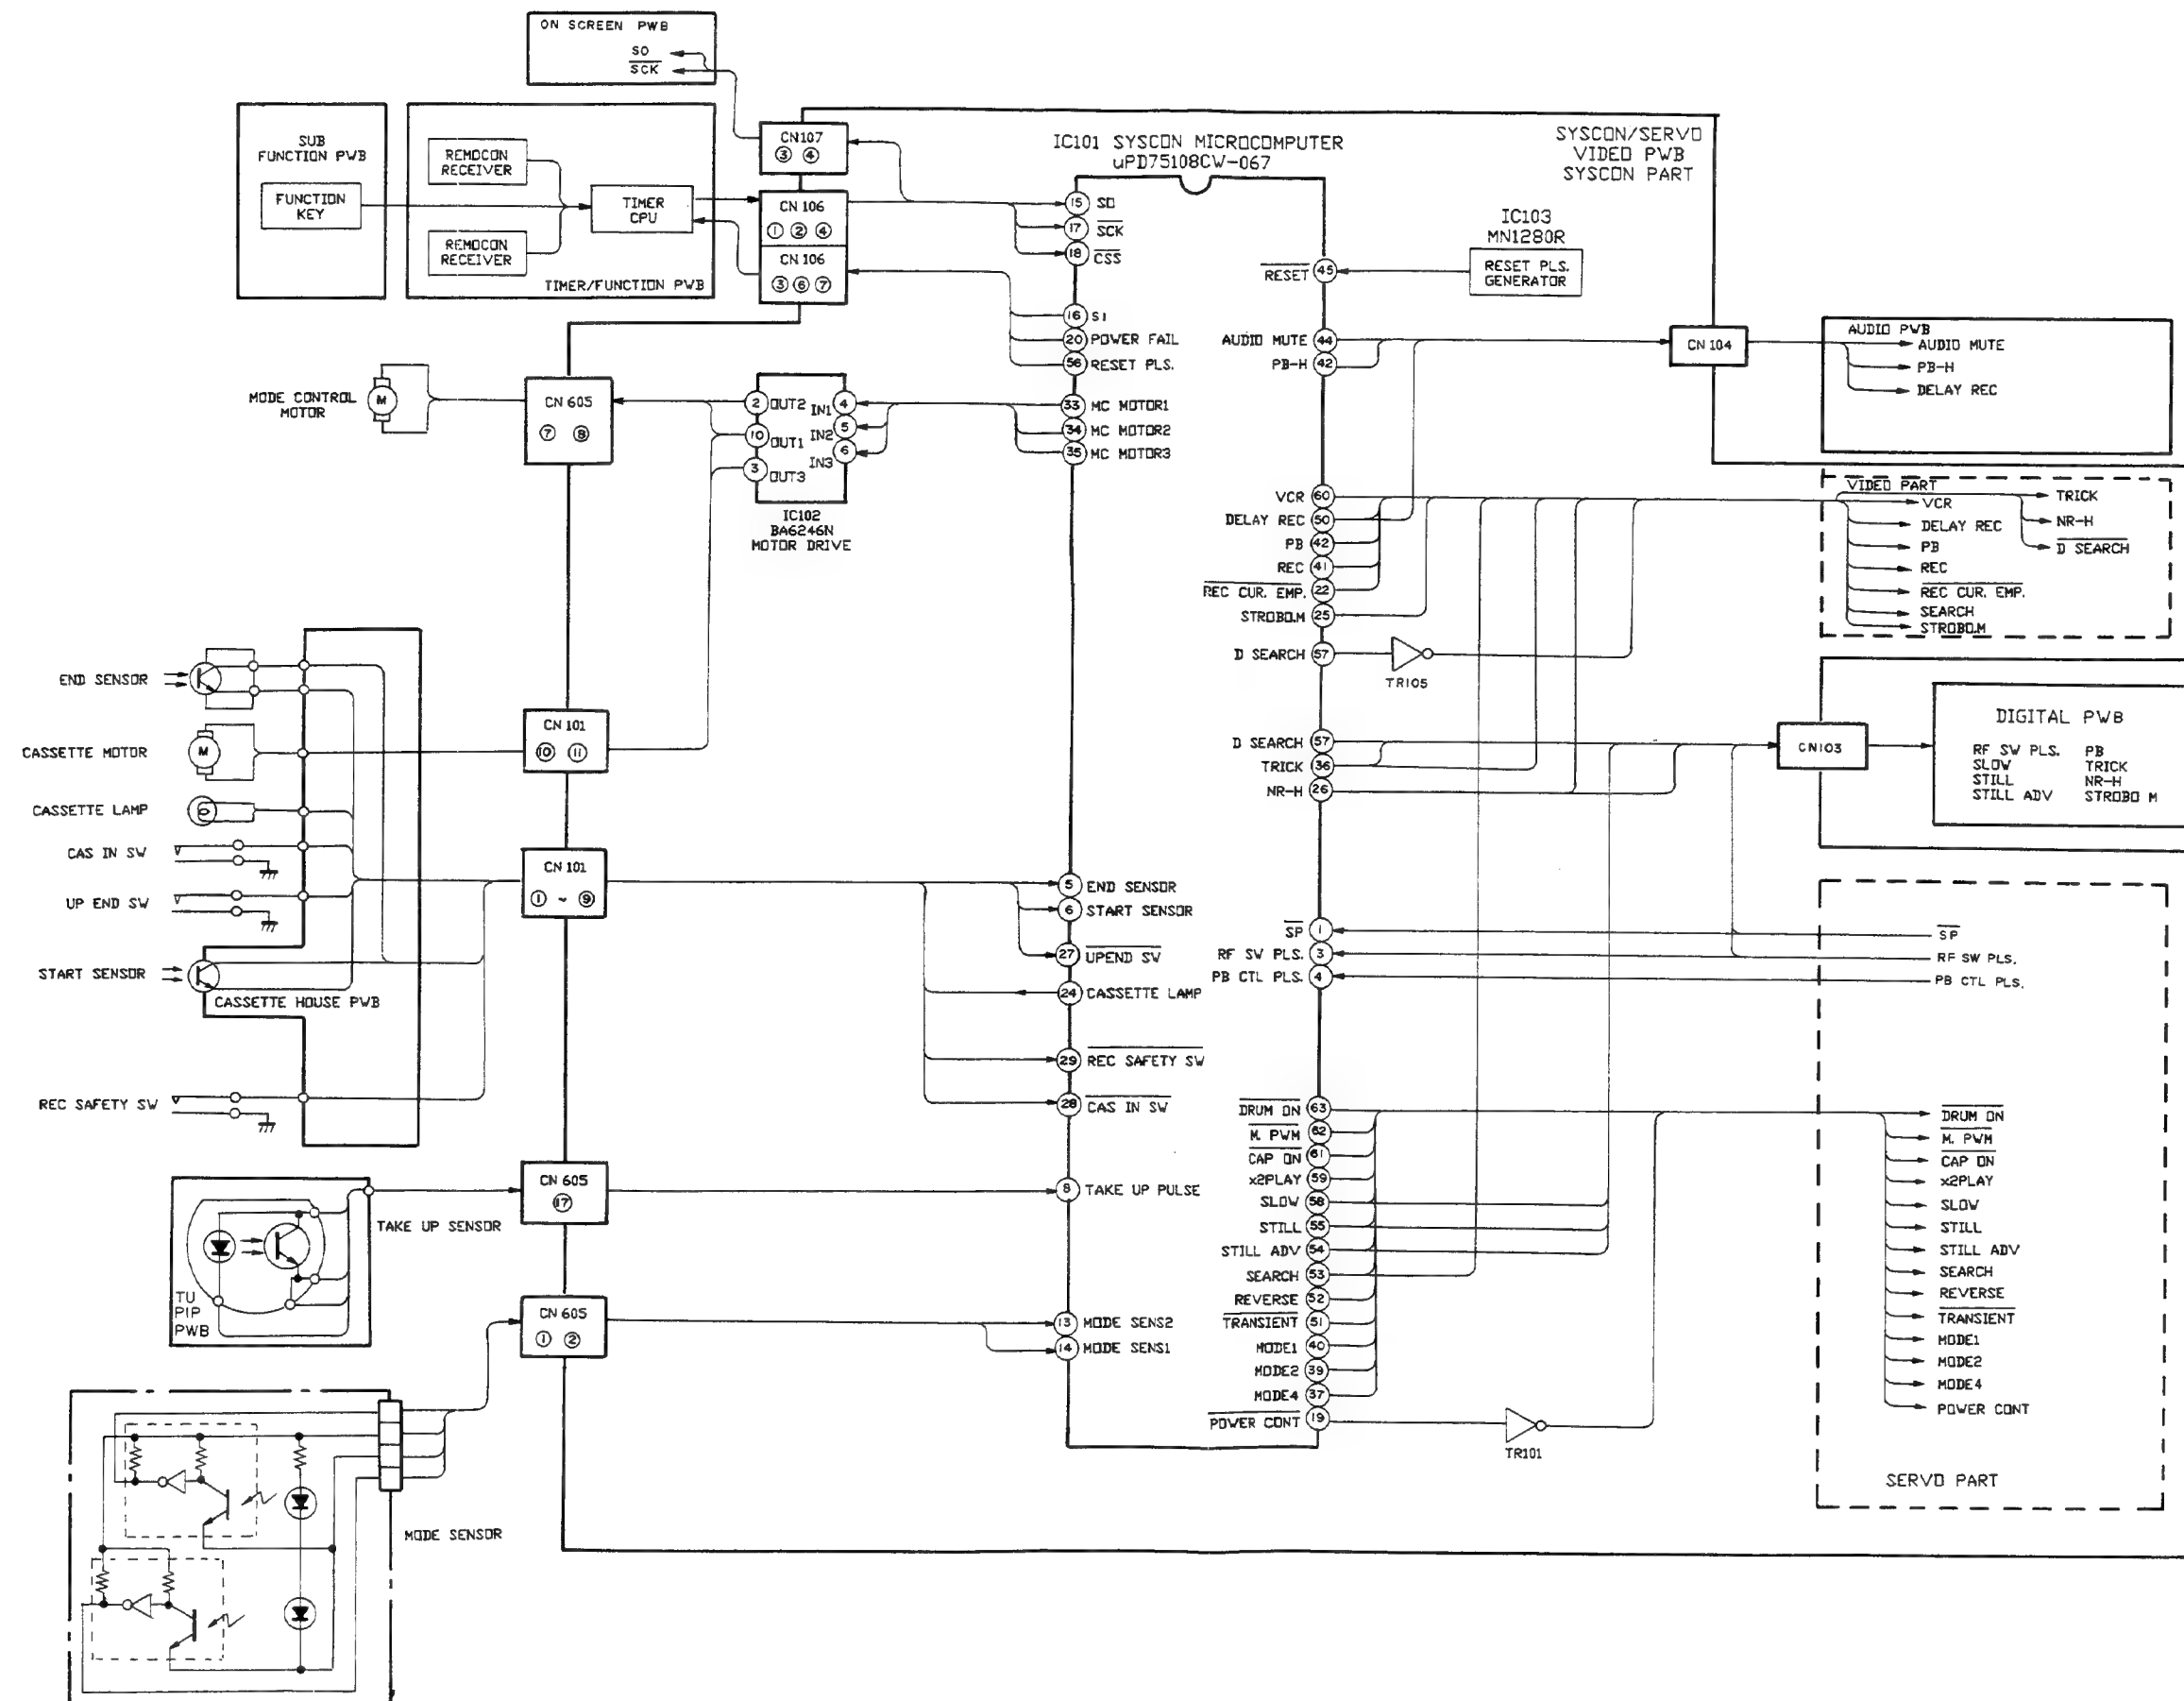 ON SCREEN PWB
SO
SCK
SUB
FUNCTION PWB
FUNCTION
KEY
REMOCON
RECEIVER
REMOCON
RECEIVER
TIMER
CPU
TIMER/FUNCTION PWB
CN107
③ ④
CN 106
① ② ④
CN 106
③ ⑥ ⑦
IC101 SYSCON MICROCOMPUTER
uPD75108CW-067
SYSCON/SERVO
VIDEO PWB
SYSCON PART
IC103
MN1280R
RESET PLS.
GENERATOR
15 SO
17 SCK
18 CSS
16 SI
20 POWER FAIL
56 RESET PLS.
33 MC MOTOR1
34 MC MOTOR2
35 MC MOTOR3
RESET 45
AUDIO MUTE 44
PB-H 42
CN 104
AUDIO PWB
AUDIO MUTE
PB-H
DELAY REC
MODE CONTROL
MOTOR
M
CN 605
⑦ ⑧
2 OUT2 IN1 4
10 OUT1 IN2 5
3 OUT3 IN3 6
IC102
BA6246N
MOTOR DRIVE
VCR 60
DELAY REC 50
PB 42
REC 41
REC CUR. EMP. 22
STROBO.M 25
D SEARCH 57
TR105
VIDEO PART
VCR
DELAY REC
PB
REC
REC CUR. EMP.
SEARCH
STROBO.M
TRICK
NR-H
D SEARCH
D SEARCH 57
TRICK 36
NR-H 26
CN103
DIGITAL PWB
RF SW PLS. PB
SLOW TRICK
STILL NR-H
STILL ADV STROBO M
END SENSOR
CASSETTE MOTOR
M
CASSETTE LAMP
CAS IN SW
UP END SW
START SENSOR
CASSETTE HOUSE PWB
REC SAFETY SW
CN 101
⑩ ⑪
CN 101
① ~ ⑨
5 END SENSOR
6 START SENSOR
27 UPEND SW
24 CASSETTE LAMP
29 REC SAFETY SW
28 CAS IN SW
SP 1
RF SW PLS. 3
PB CTL PLS. 4
SP
RF SW PLS.
PB CTL PLS.
TU
PIP
PWB
TAKE UP SENSOR
CN 605
⑰
8 TAKE UP PULSE
CN 605
① ②
13 MODE SENS2
14 MODE SENS1
MODE SENSOR
DRUM ON 63
M. PWM 62
CAP ON 61
x2PLAY 59
SLOW 58
STILL 55
STILL ADV 54
SEARCH 53
REVERSE 52
TRANSIENT 51
MODE1 40
MODE2 39
MODE4 37
POWER CONT 19
TR101
DRUM ON
M. PWM
CAP ON
x2PLAY
SLOW
STILL
STILL ADV
SEARCH
REVERSE
TRANSIENT
MODE1
MODE2
MODE4
POWER CONT
SERVO PART